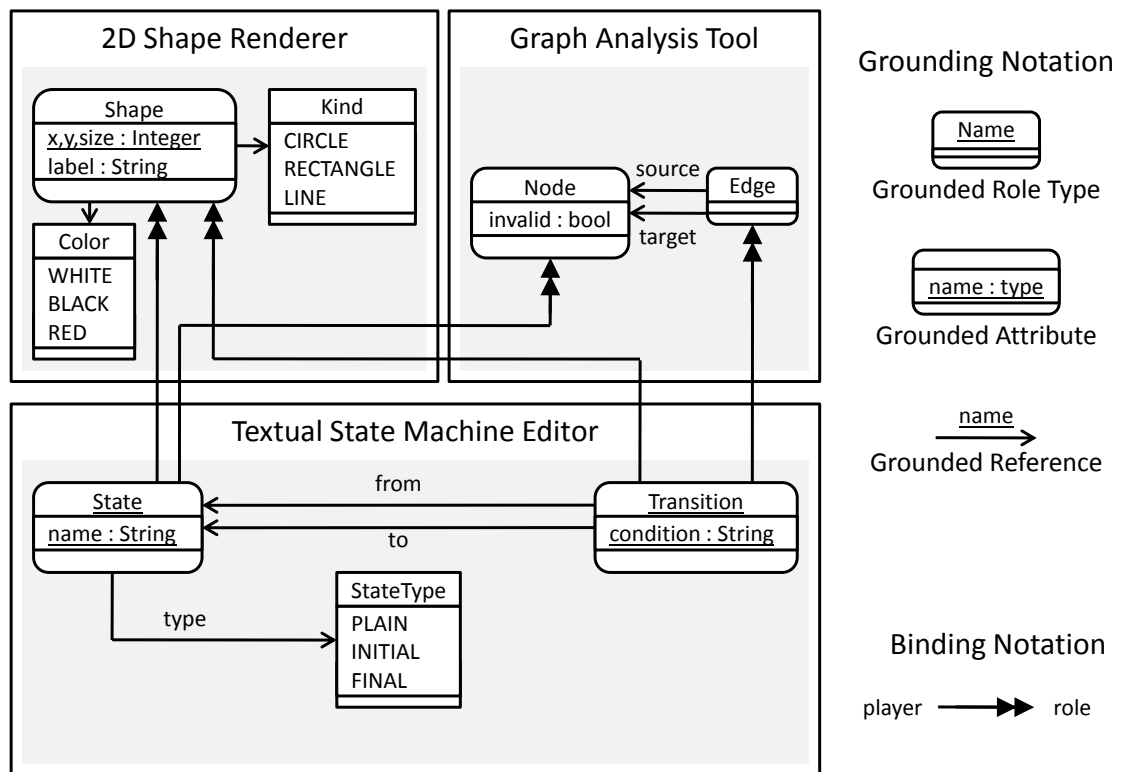 2D Shape Renderer
Shape
x,y,size : Integer
label : String
Kind
CIRCLE
RECTANGLE
LINE
Color
WHITE
BLACK
RED
Graph Analysis Tool
Node
invalid : bool
source
target
Edge
Textual State Machine Editor
State
name : String
from
to
Transition
condition : String
type
StateType
PLAIN
INITIAL
FINAL
Grounding Notation
Name
Grounded Role Type
name : type
Grounded Attribute
name
Grounded Reference
Binding Notation
player
role